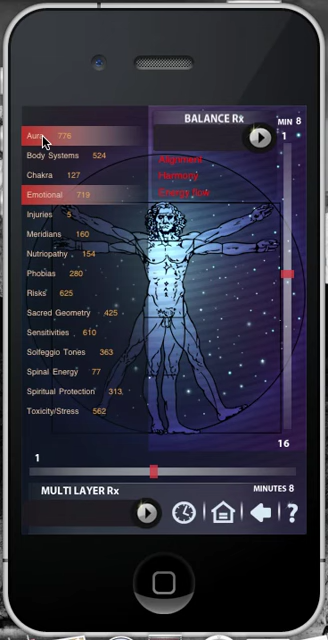 BALANCE Rx
MIN 8
1
Aura 776
Body Systems 524
Chakra 127
Emotional 719
Injuries 5
Meridians 160
Nutriopathy 154
Phobias 280
Risks 625
Sacred Geometry 425
Sensitivities 610
Solfeggio Tones 363
Spinal Energy 77
Spiritual Protection 313
Toxicity/Stress 562
Alignment
Harmony
Energy flow
16
1
MULTI LAYER Rx
MINUTES 8
?